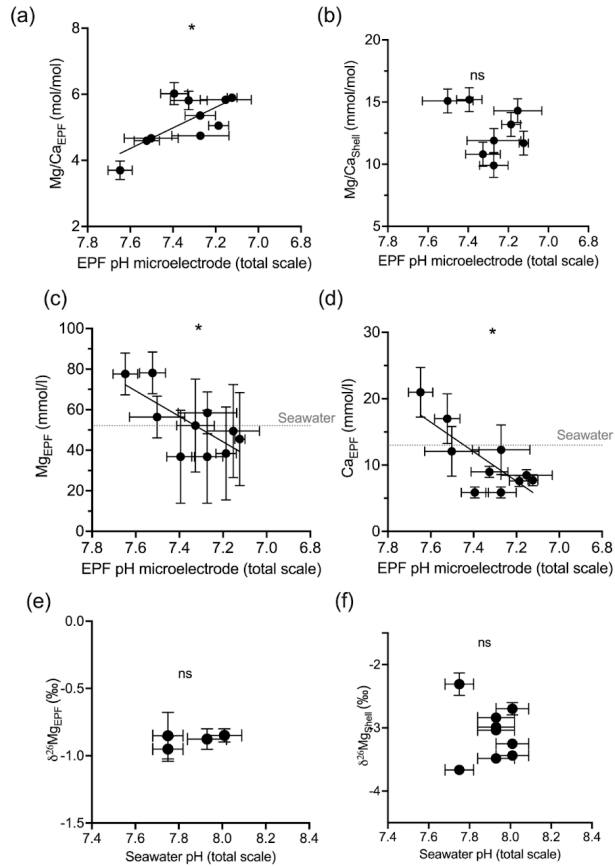 (a)
(b)
*
Mg/CaEPF (mol/mol)
8
6
4
2
7.8 7.6 7.4 7.2 7.0 6.8
EPF pH microelectrode (total scale)
ns
Mg/CaShell (mmol/mol)
20
15
10
5
7.8 7.6 7.4 7.2 7.0 6.8
EPF pH microelectrode (total scale)
(c)
(d)
*
MgEPF (mmol/l)
100
80
60
40
20
0
Seawater
7.8 7.6 7.4 7.2 7.0 6.8
EPF pH microelectrode (total scale)
*
CaEPF (mmol/l)
30
20
10
0
Seawater
7.8 7.6 7.4 7.2 7.0 6.8
EPF pH microelectrode (total scale)
(e)
(f)
ns
δ26MgEPF (‰)
0.0
-0.5
-1.0
-1.5
7.4 7.6 7.8 8.0 8.2 8.4
Seawater pH (total scale)
ns
δ26MgShell (‰)
-2
-3
-4
7.4 7.6 7.8 8.0 8.2 8.4
Seawater pH (total scale)